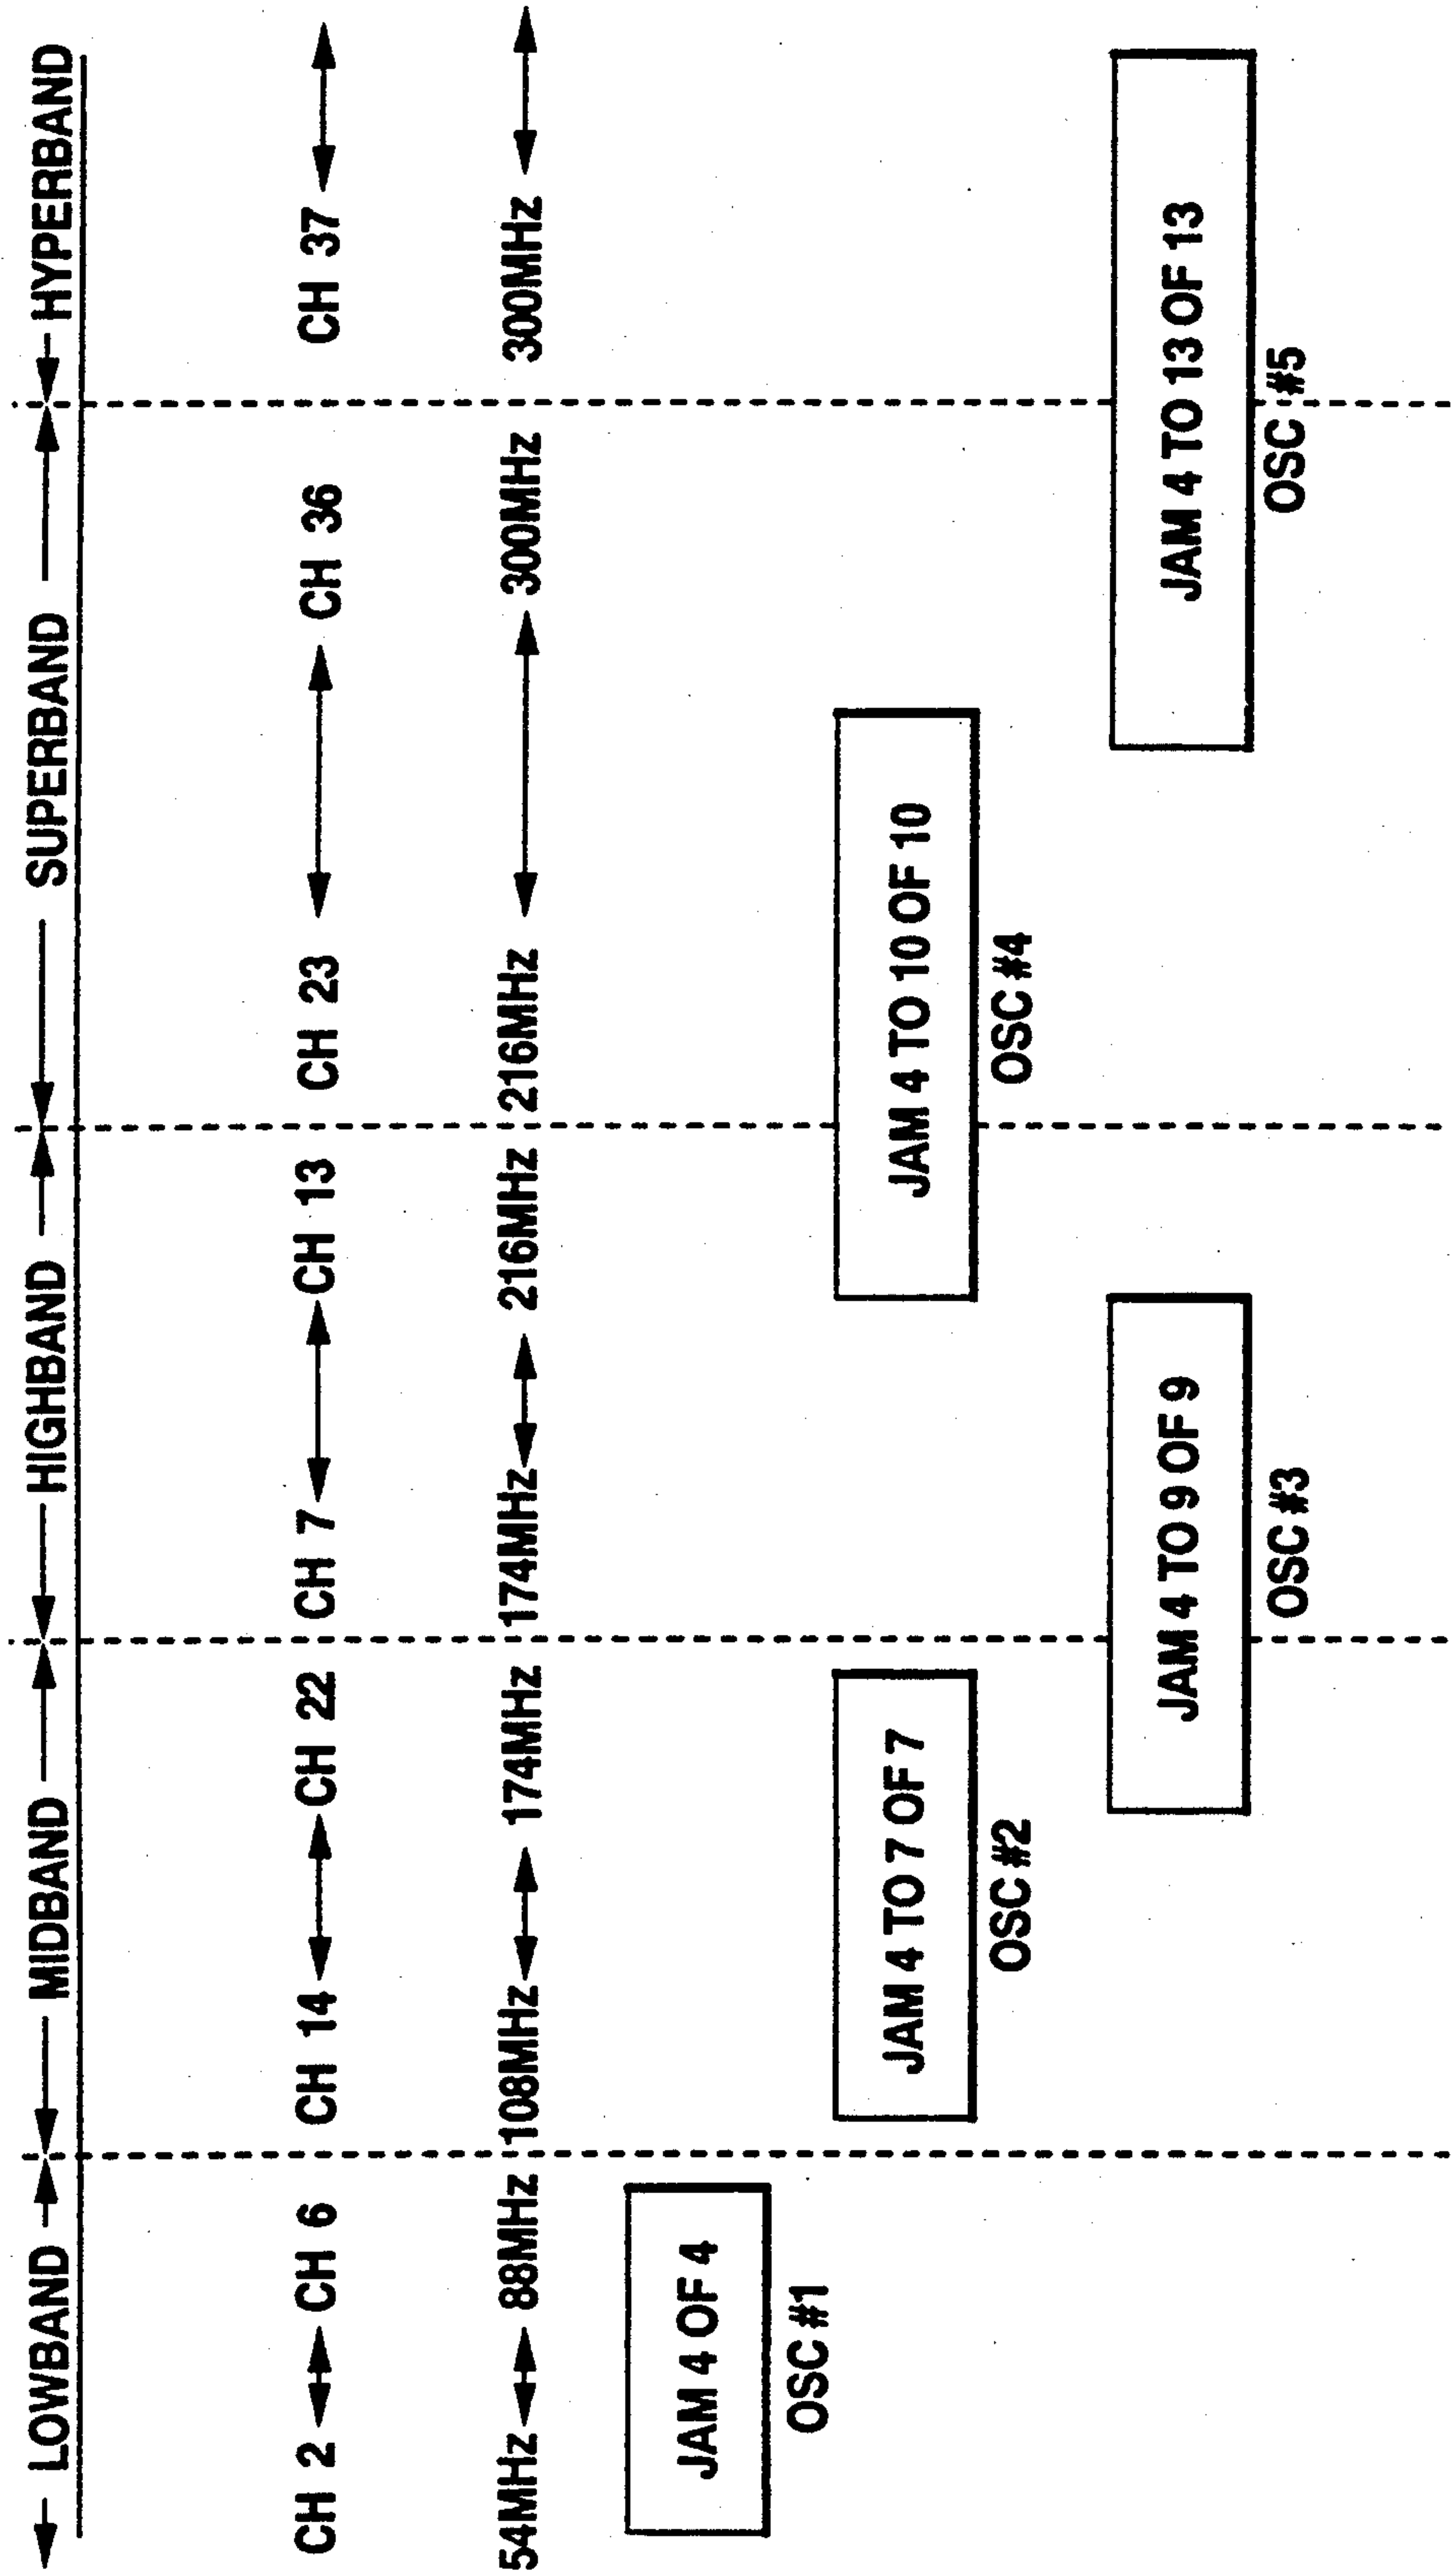 LOWBAND MIDBAND HIGHBAND SUPERBAND HYPERBAND
CH 2 CH 6 CH 14 CH 22 CH 7 CH 13 CH 23 CH 36 CH 37
54MHz 88MHz 108MHz 174MHz 174MHz 216MHz 216MHz 300MHz 300MHz
JAM 4 OF 4
OSC #1
JAM 4 TO 7 OF 7
OSC #2
JAM 4 TO 10 OF 10
OSC #4
JAM 4 TO 9 OF 9
OSC #3
JAM 4 TO 13 OF 13
OSC #5